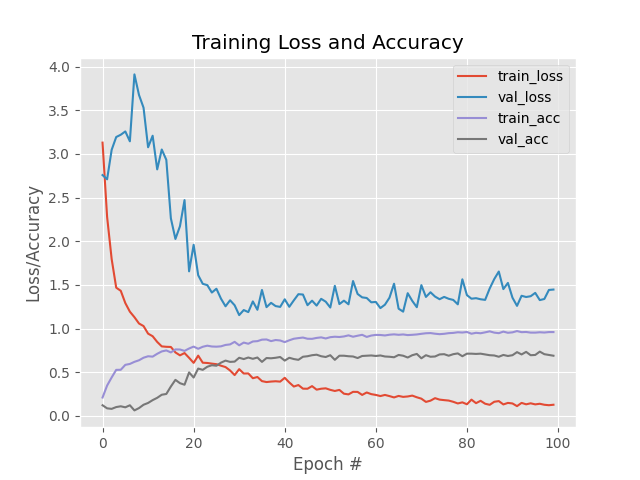 Training Loss and Accuracy
train_loss
val_loss
train_acc
val_acc
Loss/Accuracy
4.0
3.5
3.0
2.5
2.0
1.5
1.0
0.5
0.0
0 20 40 60 80 100
Epoch #